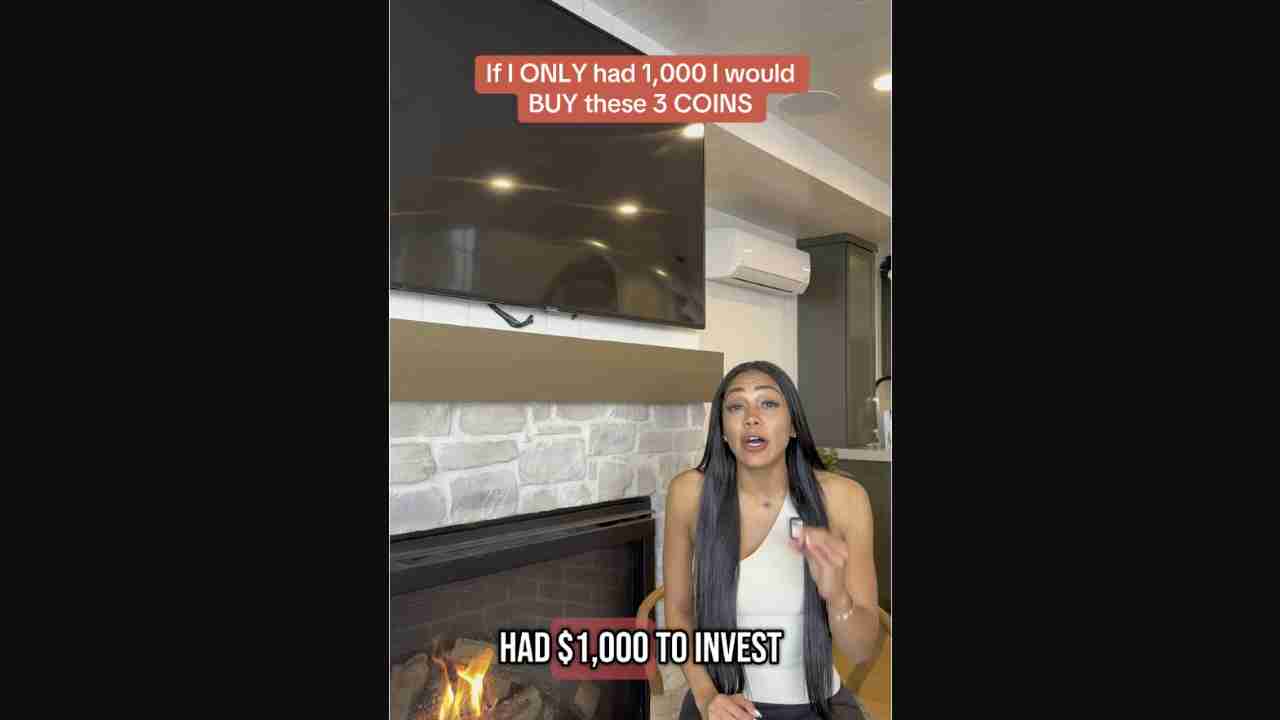 If I ONLY had 1,000 I would
BUY these 3 COINS
HAD $1,000 TO INVEST